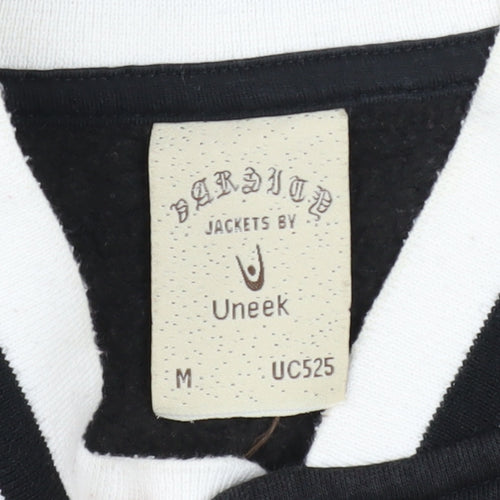 VARSITY
JACKETS BY
Uneek
M UC525